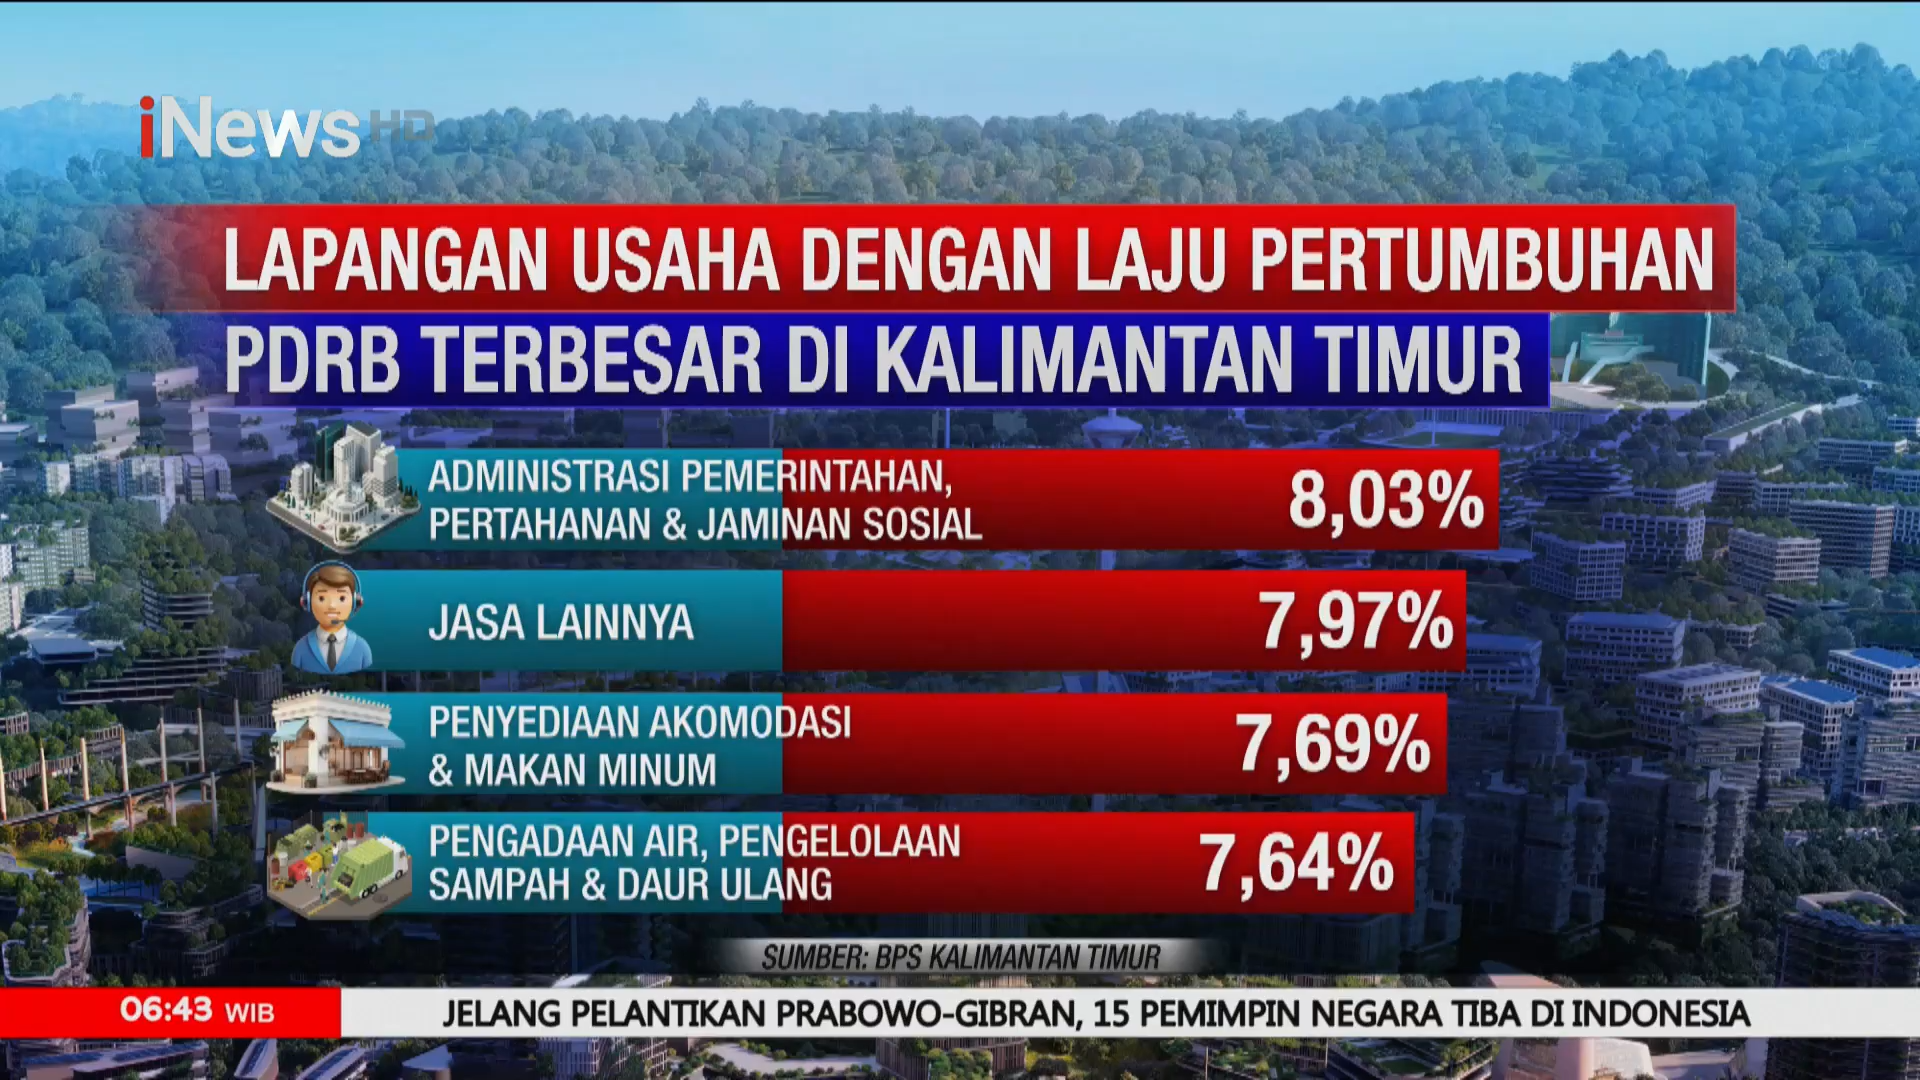 iNews HD
LAPANGAN USAHA DENGAN LAJU PERTUMBUHAN
PDRB TERBESAR DI KALIMANTAN TIMUR
ADMINISTRASI PEMERINTAHAN,
PERTAHANAN & JAMINAN SOSIAL
8,03%
JASA LAINNYA
7,97%
PENYEDIAAN AKOMODASI
& MAKAN MINUM
7,69%
PENGADAAN AIR, PENGELOLAAN
SAMPAH & DAUR ULANG
7,64%
SUMBER: BPS KALIMANTAN TIMUR
06:43 WIB
JELANG PELANTIKAN PRABOWO-GIBRAN, 15 PEMIMPIN NEGARA TIBA DI INDONESIA